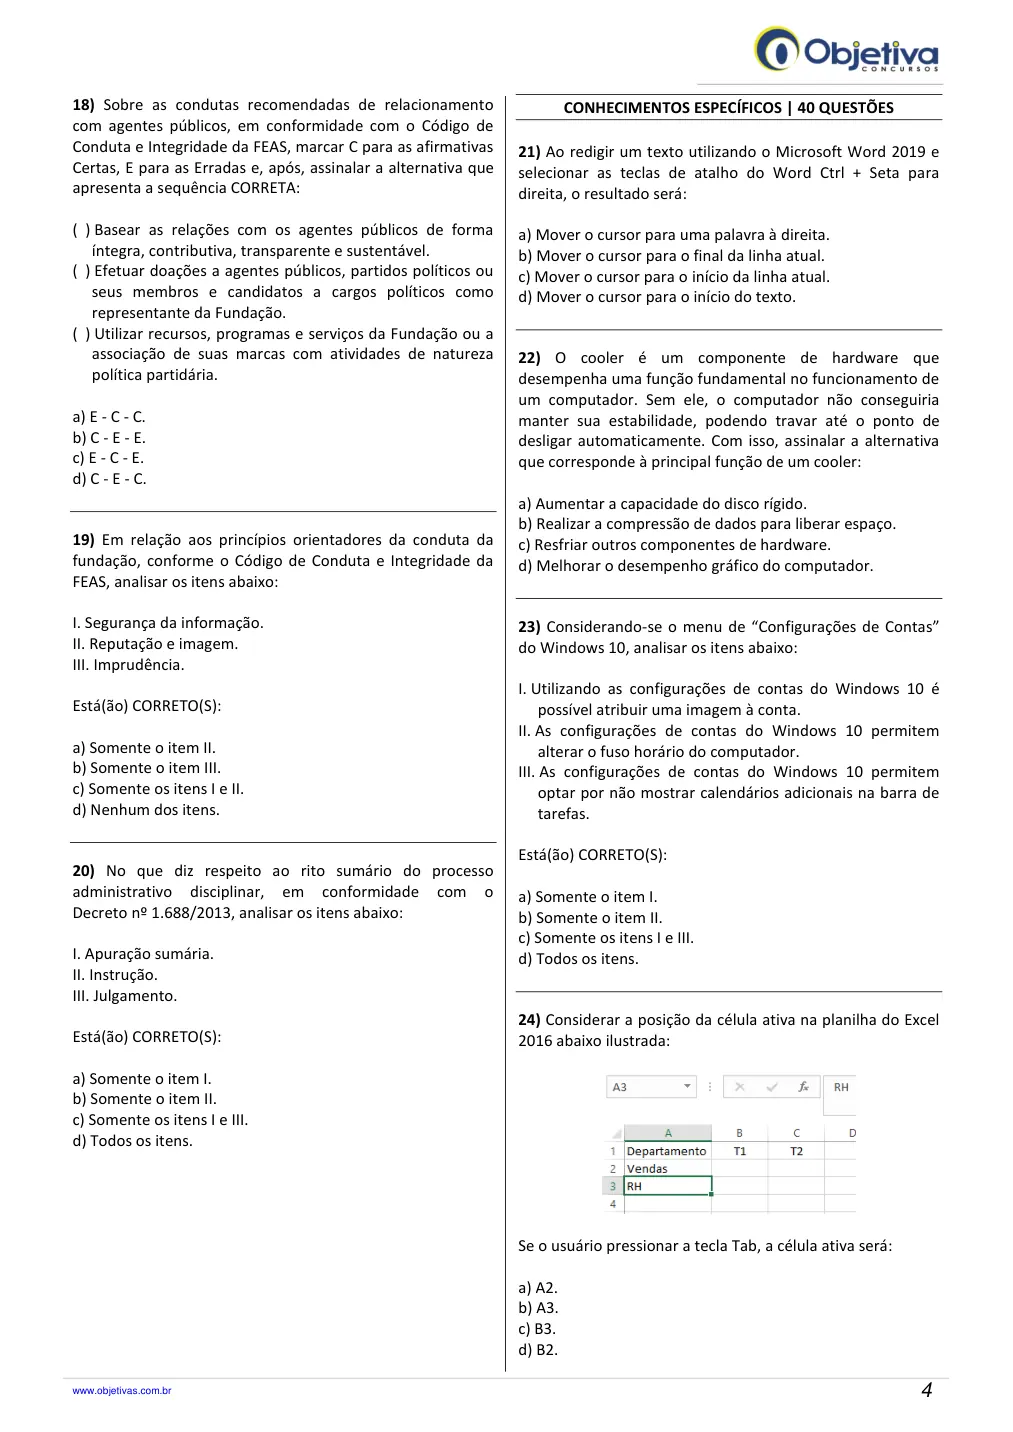 Objetiva
CONCURSOS
18) Sobre as condutas recomendadas de relacionamento
com agentes públicos, em conformidade com o Código de
Conduta e Integridade da FEAS, marcar C para as afirmativas
Certas, E para as Erradas e, após, assinalar a alternativa que
apresenta a sequência CORRETA:
( ) Basear as relações com os agentes públicos de forma
íntegra, contributiva, transparente e sustentável.
( ) Efetuar doações a agentes públicos, partidos políticos ou
seus membros e candidatos a cargos políticos como
representante da Fundação.
( ) Utilizar recursos, programas e serviços da Fundação ou a
associação de suas marcas com atividades de natureza
política partidária.
a) E - C - C.
b) C - E - E.
c) E - C - E.
d) C - E - C.
19) Em relação aos princípios orientadores da conduta da
fundação, conforme o Código de Conduta e Integridade da
FEAS, analisar os itens abaixo:
I. Segurança da informação.
II. Reputação e imagem.
III. Imprudência.
Está(ão) CORRETO(S):
a) Somente o item II.
b) Somente o item III.
c) Somente os itens I e II.
d) Nenhum dos itens.
20) No que diz respeito ao rito sumário do processo
administrativo disciplinar, em conformidade com o
Decreto nº 1.688/2013, analisar os itens abaixo:
I. Apuração sumária.
II. Instrução.
III. Julgamento.
Está(ão) CORRETO(S):
a) Somente o item I.
b) Somente o item II.
c) Somente os itens I e III.
d) Todos os itens.
CONHECIMENTOS ESPECÍFICOS | 40 QUESTÕES
21) Ao redigir um texto utilizando o Microsoft Word 2019 e
selecionar as teclas de atalho do Word Ctrl + Seta para
direita, o resultado será:
a) Mover o cursor para uma palavra à direita.
b) Mover o cursor para o final da linha atual.
c) Mover o cursor para o início da linha atual.
d) Mover o cursor para o início do texto.
22) O cooler é um componente de hardware que
desempenha uma função fundamental no funcionamento de
um computador. Sem ele, o computador não conseguiria
manter sua estabilidade, podendo travar até o ponto de
desligar automaticamente. Com isso, assinalar a alternativa
que corresponde à principal função de um cooler:
a) Aumentar a capacidade do disco rígido.
b) Realizar a compressão de dados para liberar espaço.
c) Resfriar outros componentes de hardware.
d) Melhorar o desempenho gráfico do computador.
23) Considerando-se o menu de “Configurações de Contas”
do Windows 10, analisar os itens abaixo:
I. Utilizando as configurações de contas do Windows 10 é
possível atribuir uma imagem à conta.
II. As configurações de contas do Windows 10 permitem
alterar o fuso horário do computador.
III. As configurações de contas do Windows 10 permitem
optar por não mostrar calendários adicionais na barra de
tarefas.
Está(ão) CORRETO(S):
a) Somente o item I.
b) Somente o item II.
c) Somente os itens I e III.
d) Todos os itens.
24) Considerar a posição da célula ativa na planilha do Excel
2016 abaixo ilustrada:
A3 fx RH
A B C D
1 Departamento T1 T2
2 Vendas
3 RH
4
Se o usuário pressionar a tecla Tab, a célula ativa será:
a) A2.
b) A3.
c) B3.
d) B2.
www.objetivas.com.br
4